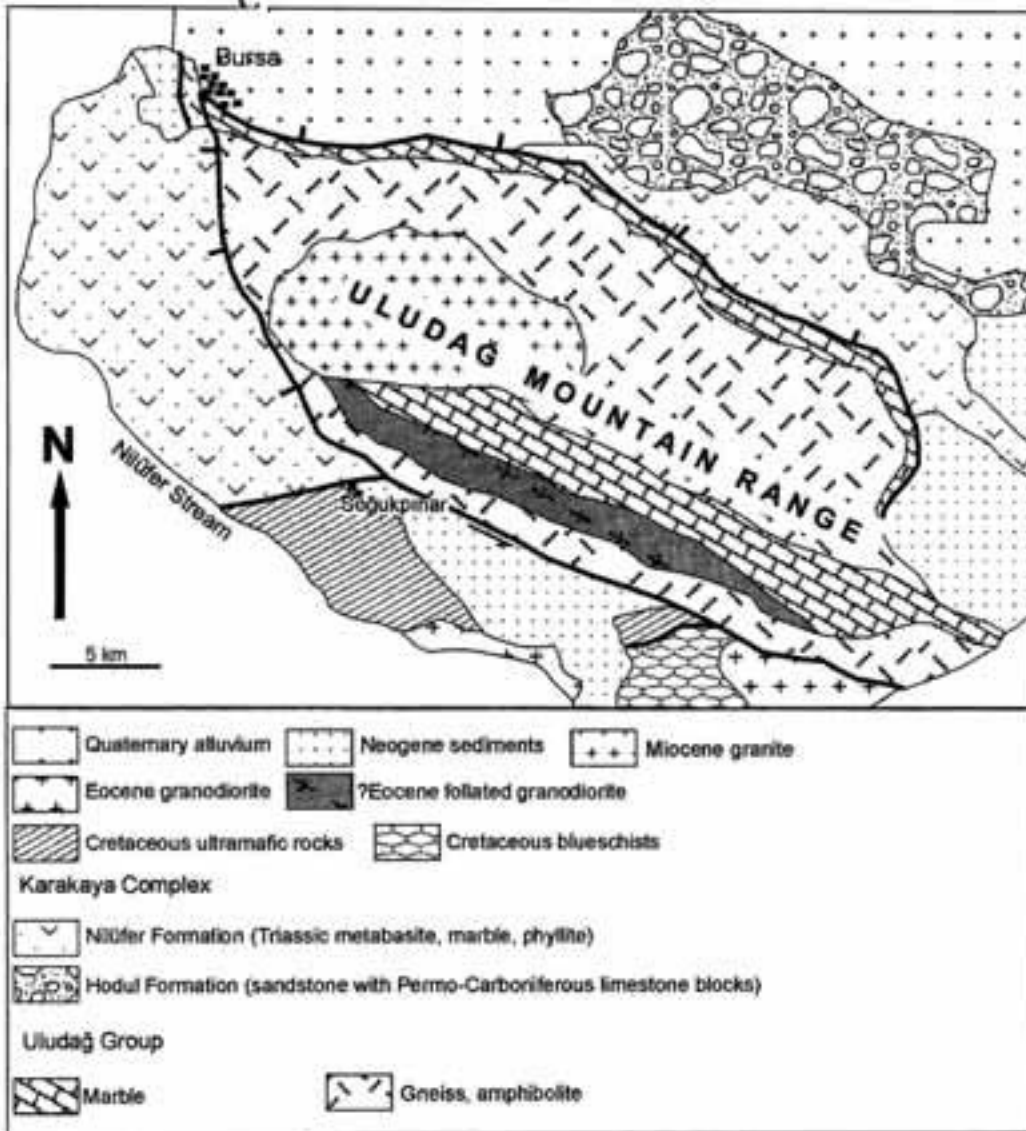 Bursa
ULUDAĞ MOUNTAIN RANGE
N
Nilüfer Stream
Soğukpınar
5 km
Quaternary alluvium
Neogene sediments
Miocene granite
Eocene granodiorite
?Eocene foliated granodiorite
Cretaceous ultramafic rocks
Cretaceous blueschists
Karakaya Complex
Nilüfer Formation (Triassic metabasite, marble, phyllite)
Hodul Formation (sandstone with Permo-Carboniferous limestone blocks)
Uludağ Group
Marble
Gneiss, amphibolite